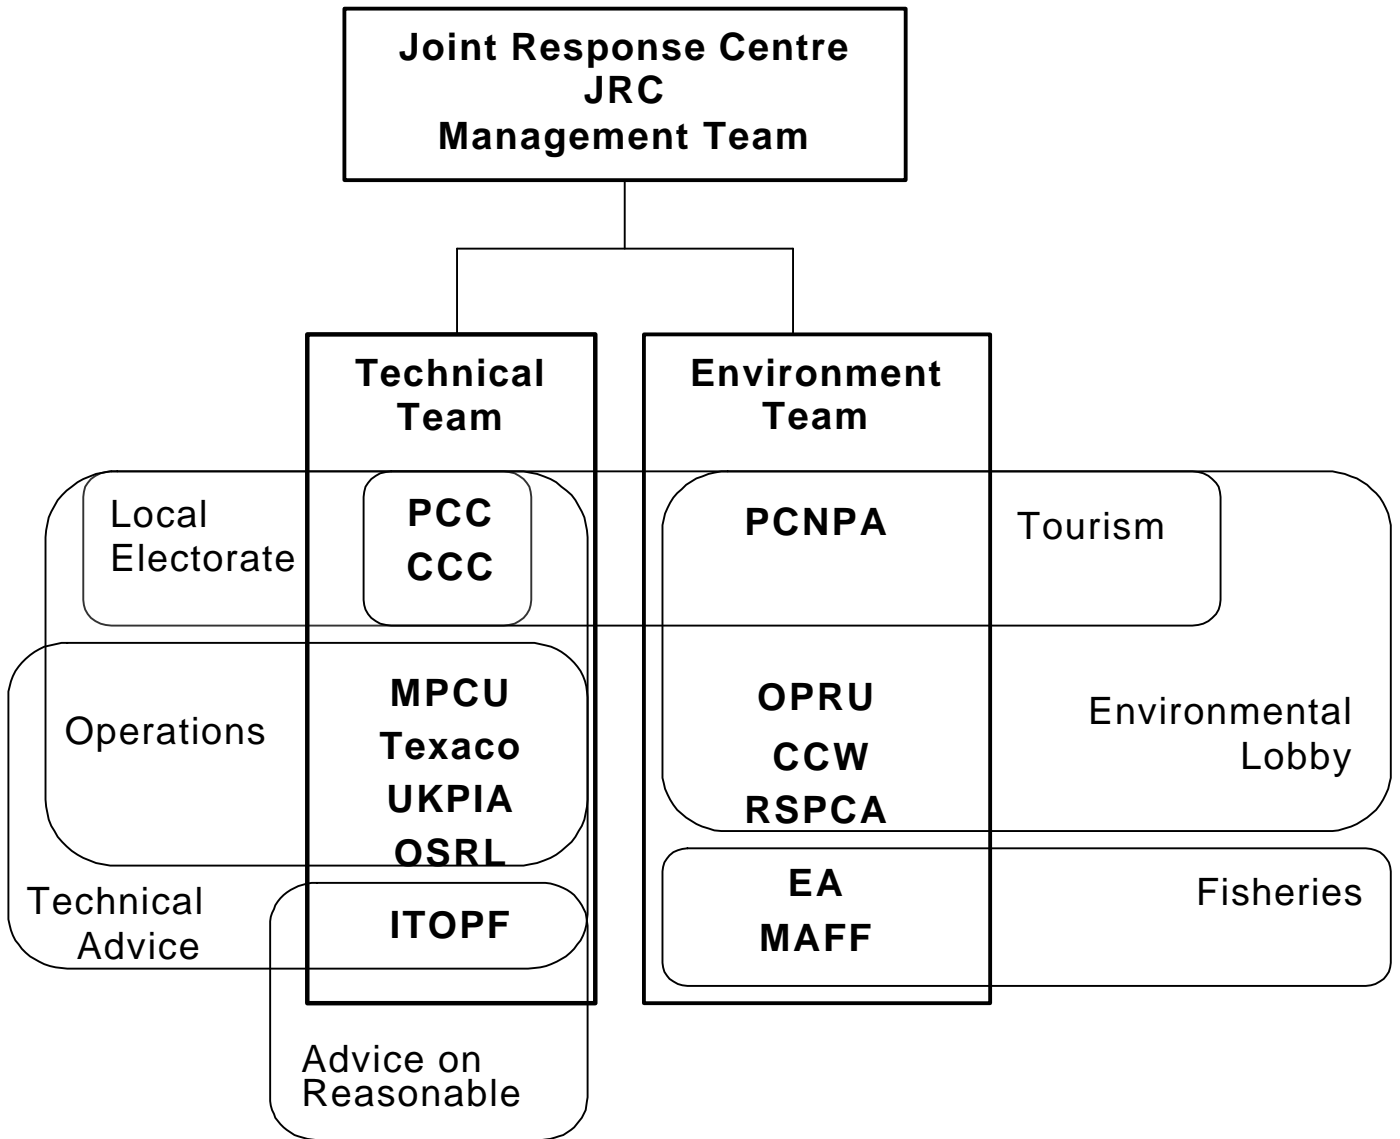 Joint Response Centre
JRC
Management Team
Technical
Team
Environment
Team
Local
Electorate
PCC
CCC
PCNPA
Tourism
Operations
MPCU
Texaco
UKPIA
OSRL
OPRU
CCW
RSPCA
Environmental
Lobby
Technical
Advice
ITOPF
EA
MAFF
Fisheries
Advice on
Reasonable